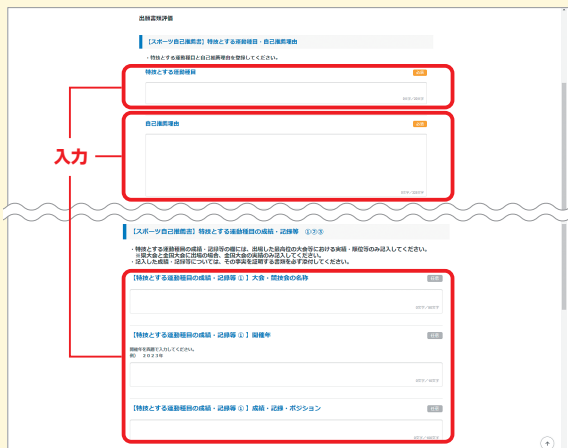 出願書類評価
【スポーツ自己推薦書】特技とする運動種目・自己推薦理由
・特技とする運動種目と自己推薦理由を登録してください。
特技とする運動種目
必須
自己推薦理由
必須
入力
【スポーツ自己推薦書】特技とする運動種目の成績・記録等 ①②③
・特技とする運動種目の成績・記録等の欄には、出場した最高位の大会等における実績・順位等のみ記入してください。
※県大会と全国大会に出場の場合、全国大会の実績のみ記入してください。
・記入した成績・記録等については、その事実を証明する書類を必ず添付してください。
【特技とする運動種目の成績・記録等 ① 】大会・競技会の名称
任意
【特技とする運動種目の成績・記録等 ① 】開催年
任意
開催年を西暦で入力してください。
例） ２０２３年
【特技とする運動種目の成績・記録等 ① 】成績・記録・ポジション
任意